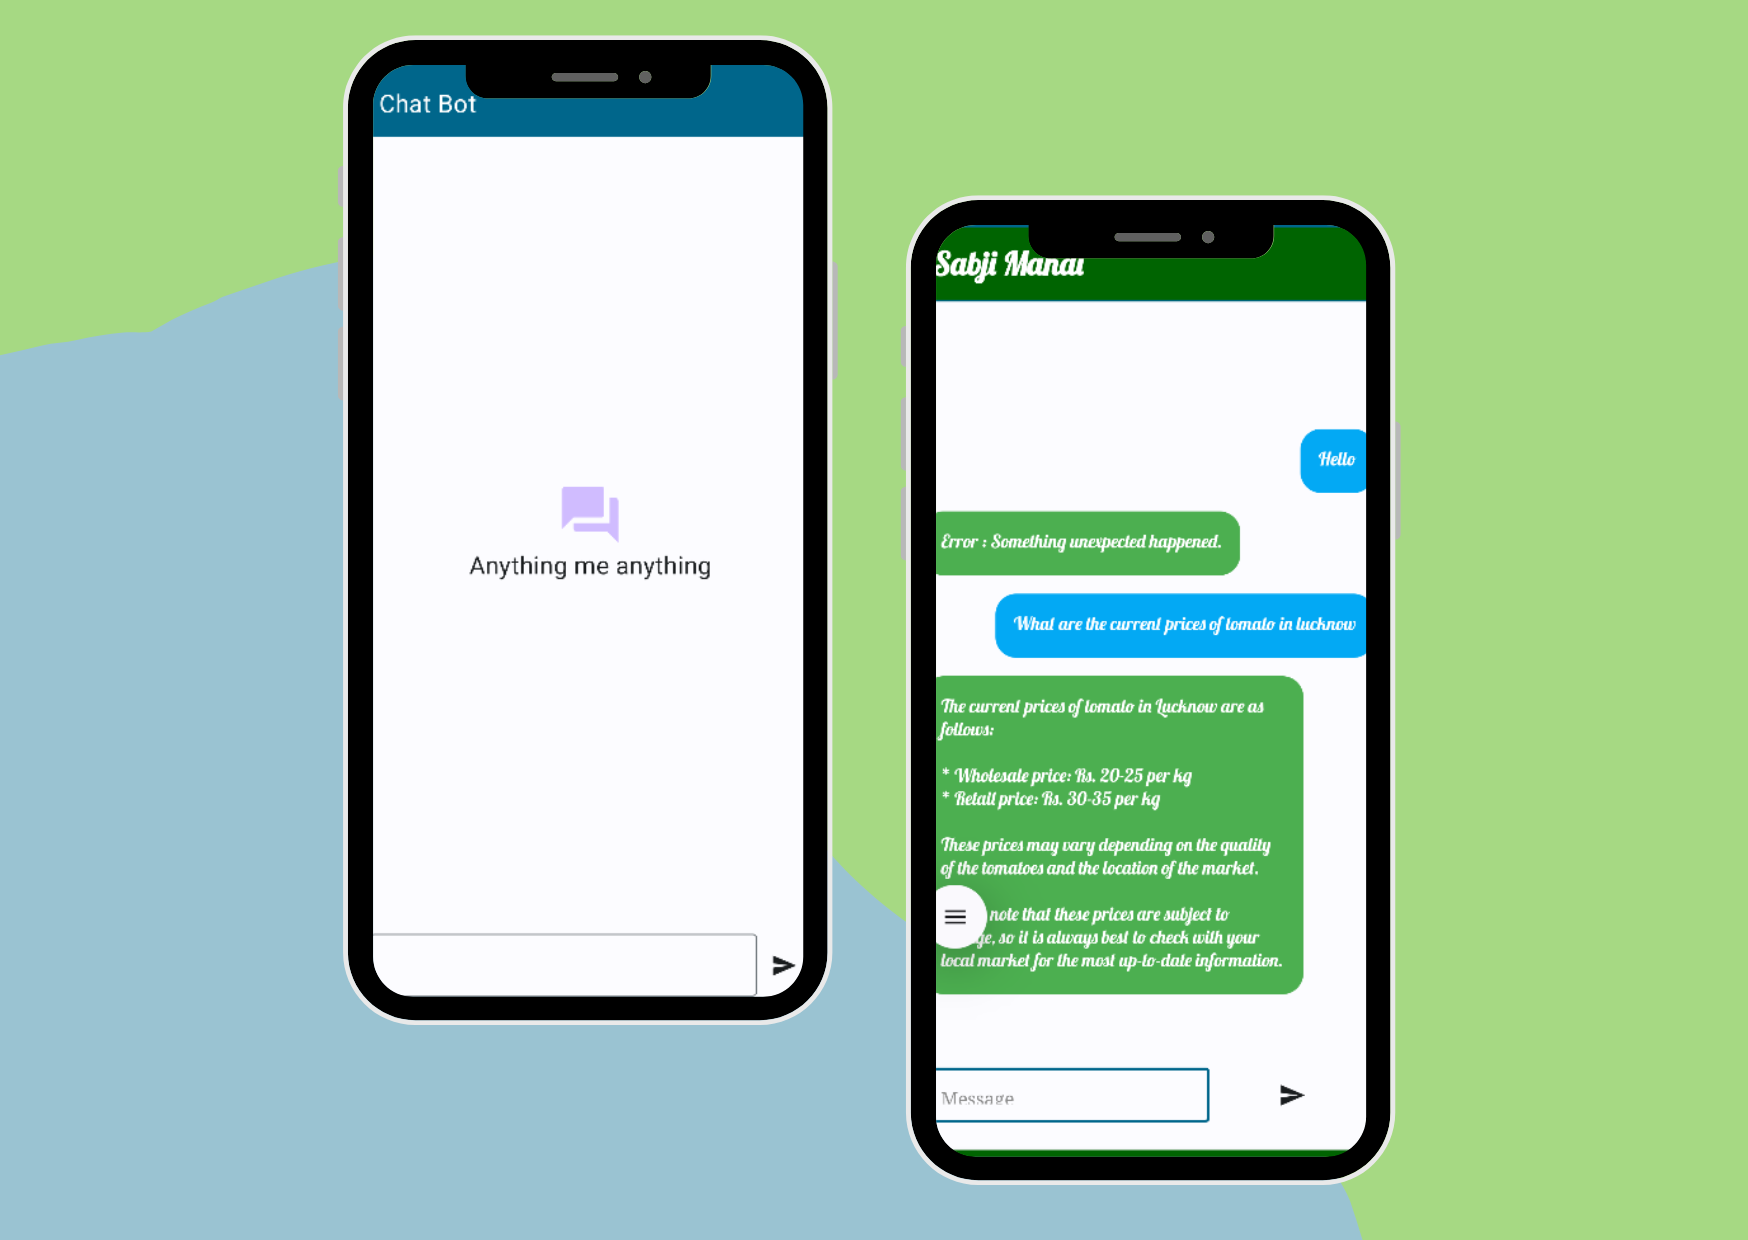 Chat Bot
Anything me anything
Sabji Mandi
Hello
Error : Something unexpected happened.
What are the current prices of tomato in lucknow
The current prices of tomato in Lucknow are as
follows:
* Wholesale price: Rs. 20-25 per kg
* Retail price: Rs. 30-35 per kg
These prices may vary depending on the quality
of the tomatoes and the location of the market.
note that these prices are subject to
so it is always best to check with your
local market for the most up-to-date information.
Message